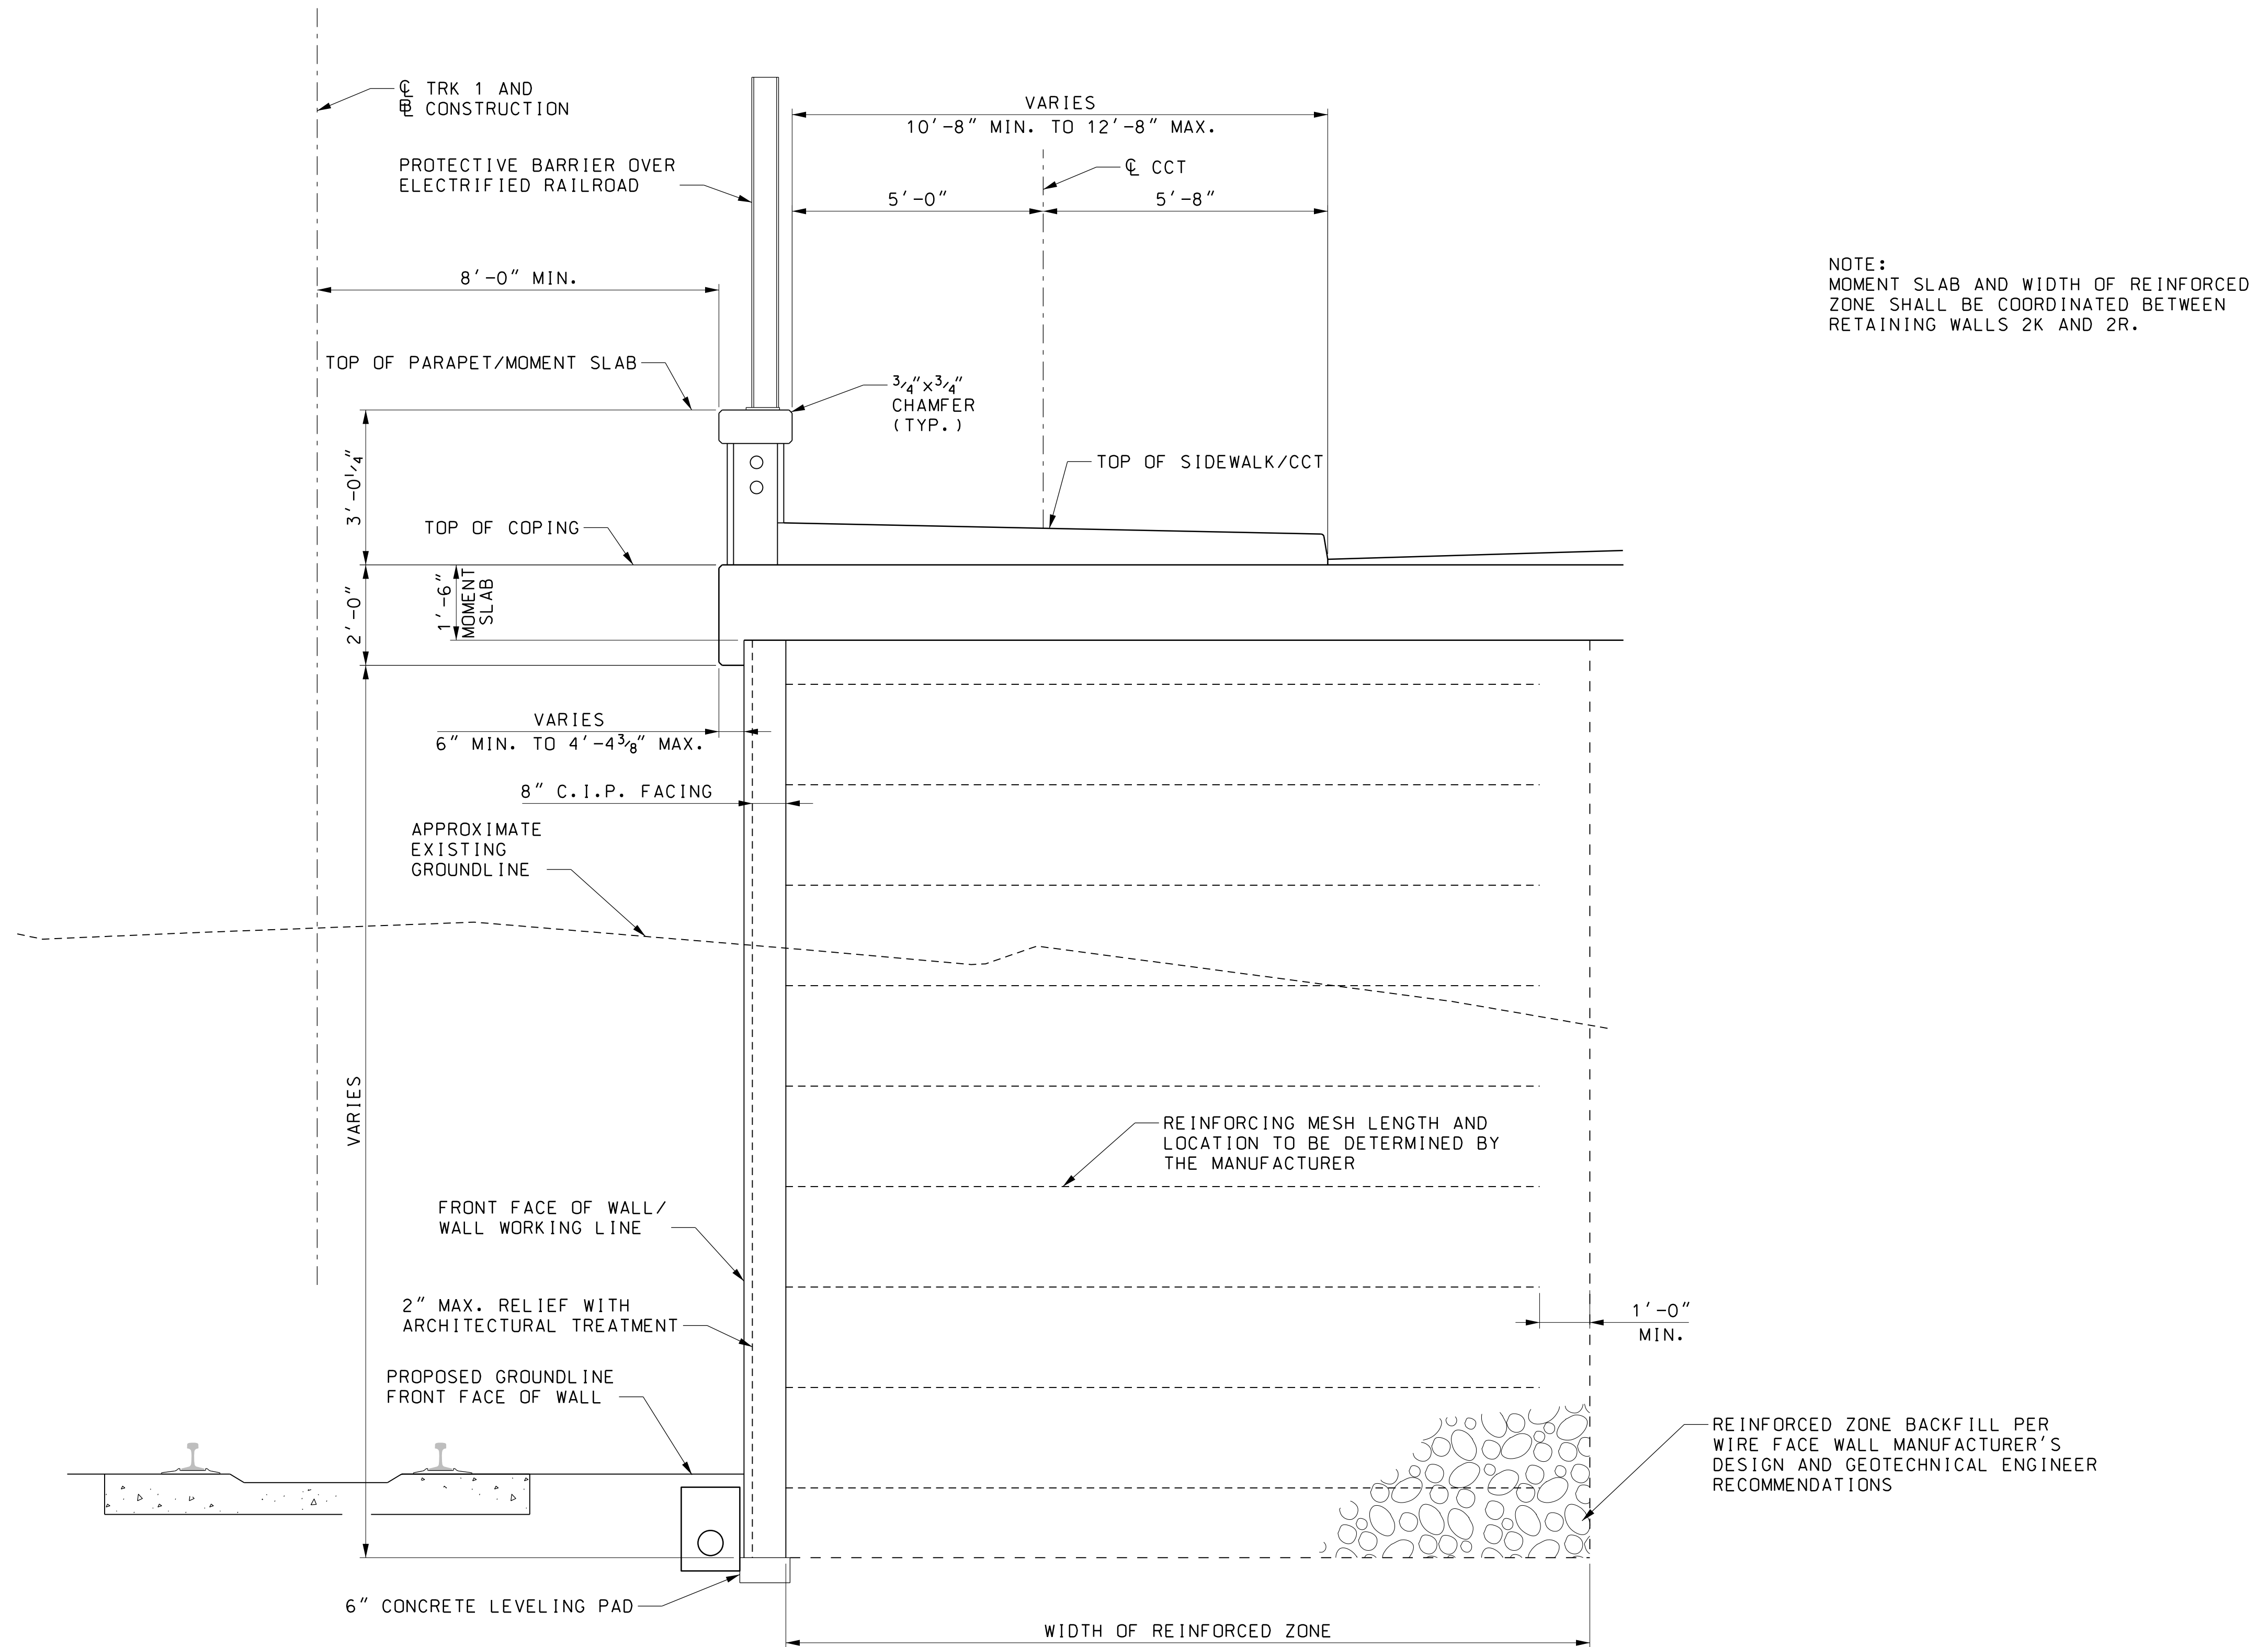 ℄ TRK 1 AND
B̶L CONSTRUCTION
VARIES
10'-8" MIN. TO 12'-8" MAX.
PROTECTIVE BARRIER OVER
ELECTRIFIED RAILROAD
℄ CCT
5'-0"
5'-8"
8'-0" MIN.
NOTE:
MOMENT SLAB AND WIDTH OF REINFORCED
ZONE SHALL BE COORDINATED BETWEEN
RETAINING WALLS 2K AND 2R.
TOP OF PARAPET/MOMENT SLAB
3/4"x3/4"
CHAMFER
(TYP.)
3'-0 1/4"
TOP OF SIDEWALK/CCT
TOP OF COPING
2'-0"
1'-6"
MOMENT
SLAB
VARIES
6" MIN. TO 4'-4 3/8" MAX.
8" C.I.P. FACING
APPROXIMATE
EXISTING
GROUNDLINE
VARIES
REINFORCING MESH LENGTH AND
LOCATION TO BE DETERMINED BY
THE MANUFACTURER
FRONT FACE OF WALL/
WALL WORKING LINE
2" MAX. RELIEF WITH
ARCHITECTURAL TREATMENT
1'-0"
MIN.
PROPOSED GROUNDLINE
FRONT FACE OF WALL
REINFORCED ZONE BACKFILL PER
WIRE FACE WALL MANUFACTURER'S
DESIGN AND GEOTECHNICAL ENGINEER
RECOMMENDATIONS
6" CONCRETE LEVELING PAD
WIDTH OF REINFORCED ZONE